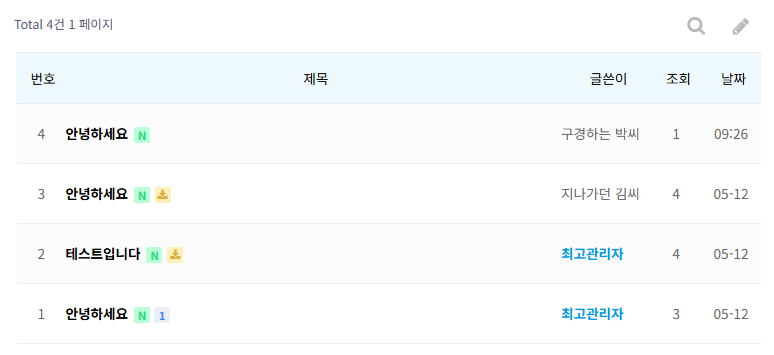 Total 4건 1 페이지
번호 제목 글쓴이 조회 날짜
4 안녕하세요 N 구경하는 박씨 1 09:26
3 안녕하세요 N 지나가던 김씨 4 05-12
2 테스트입니다 N 최고관리자 4 05-12
1 안녕하세요 N 1 최고관리자 3 05-12